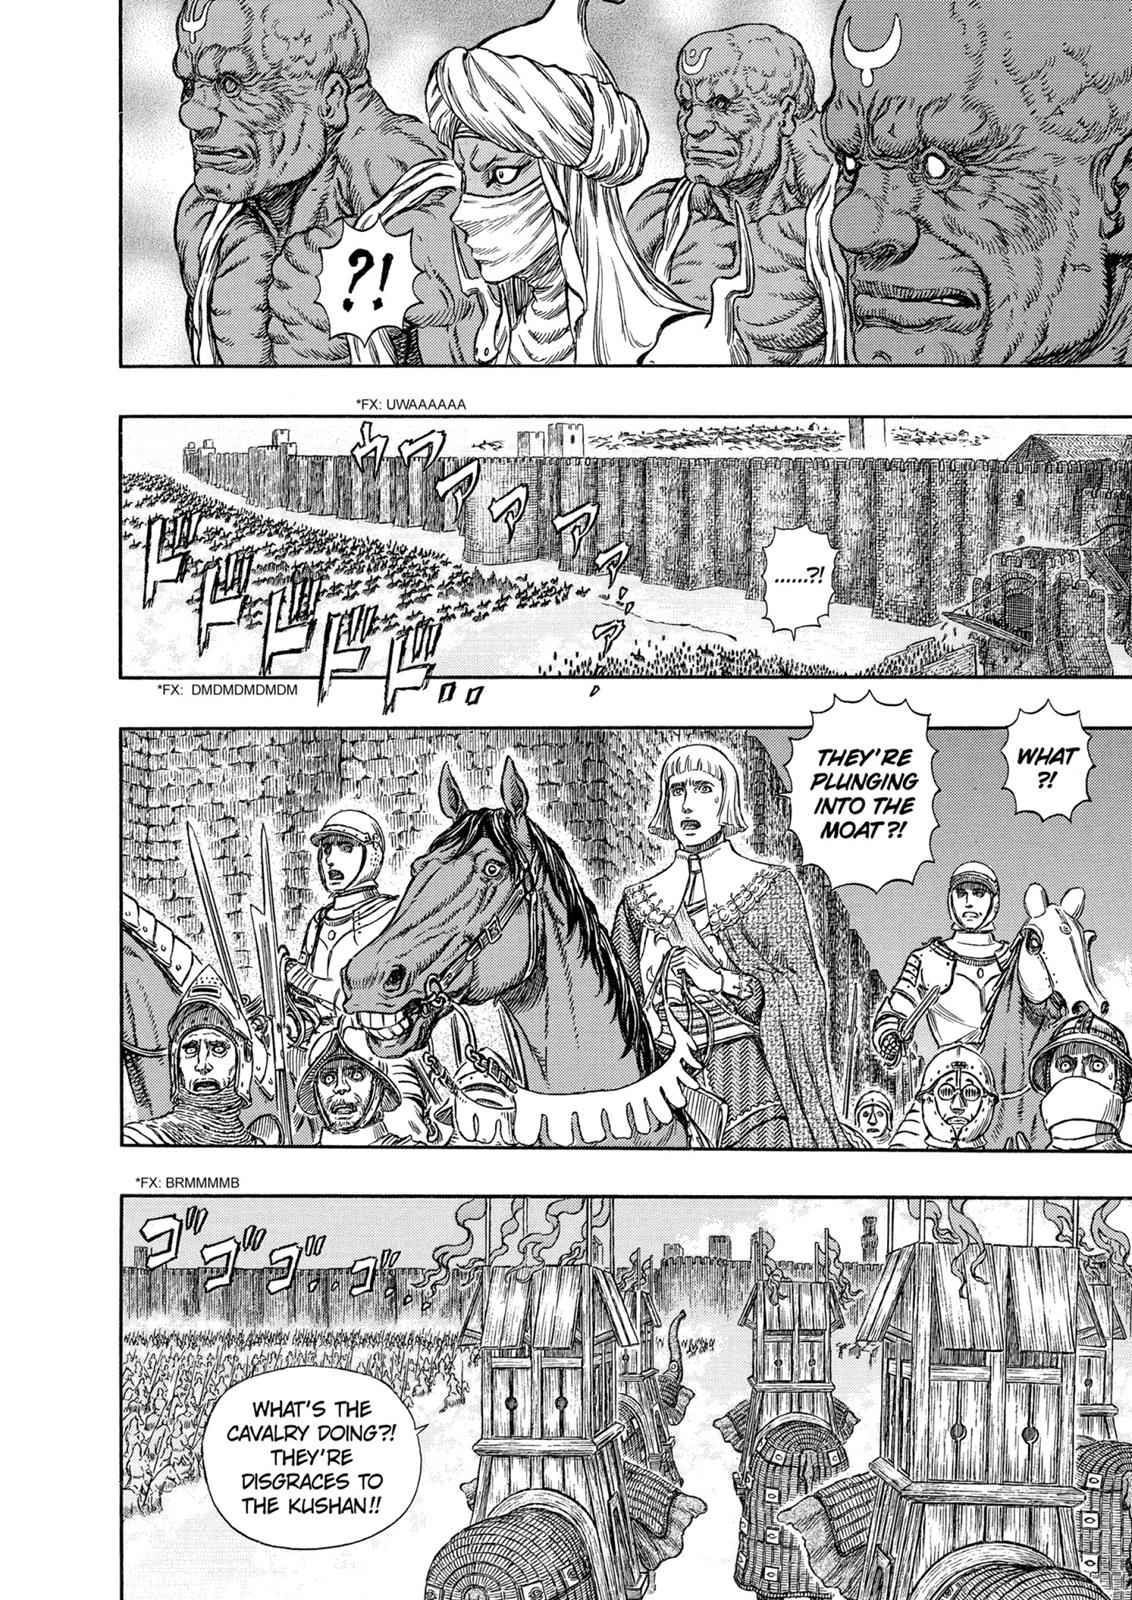 ?!
*FX: UWAAAAAA
ウワァァァァァ
......?!
ドドドドド
*FX: DMDMDMDMDM
WHAT
?!
THEY'RE
PLUNGING
INTO THE
MOAT?!
*FX: BRMMMMB
ゴゴゴゴ
WHAT'S THE
CAVALRY DOING?!
THEY'RE
DISGRACES TO
THE KUSHAN!!